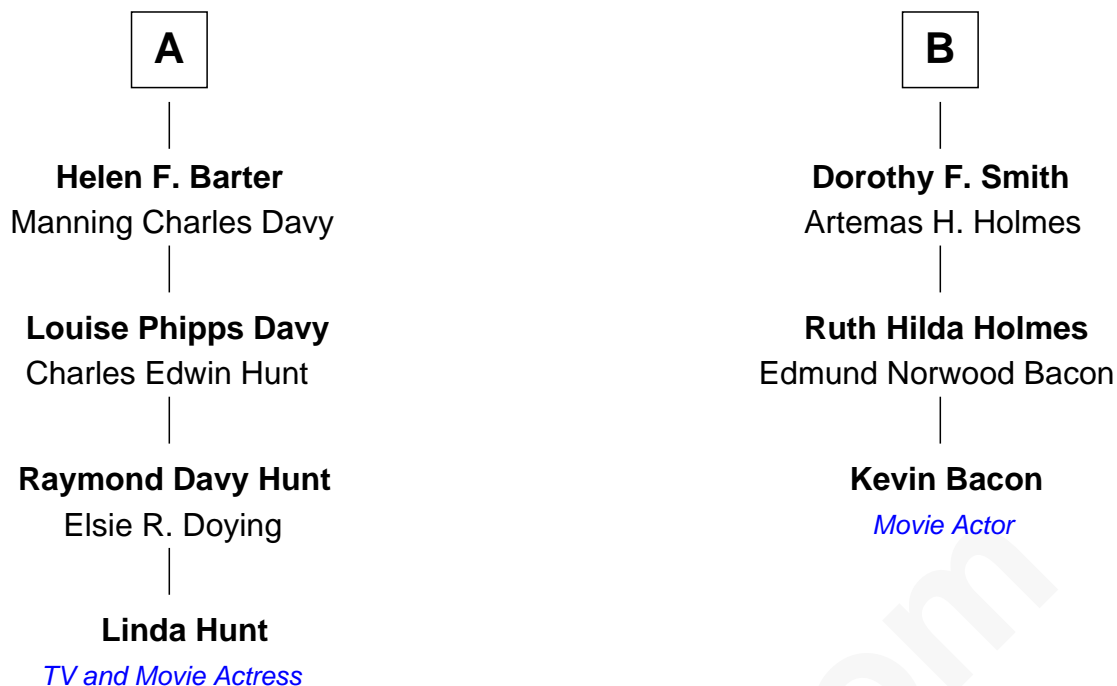 A
Helen F. Barter
Manning Charles Davy
Louise Phipps Davy
Charles Edwin Hunt
Raymond Davy Hunt
Elsie R. Doying
Linda Hunt
TV and Movie Actress
B
Dorothy F. Smith
Artemas H. Holmes
Ruth Hilda Holmes
Edmund Norwood Bacon
Kevin Bacon
Movie Actor